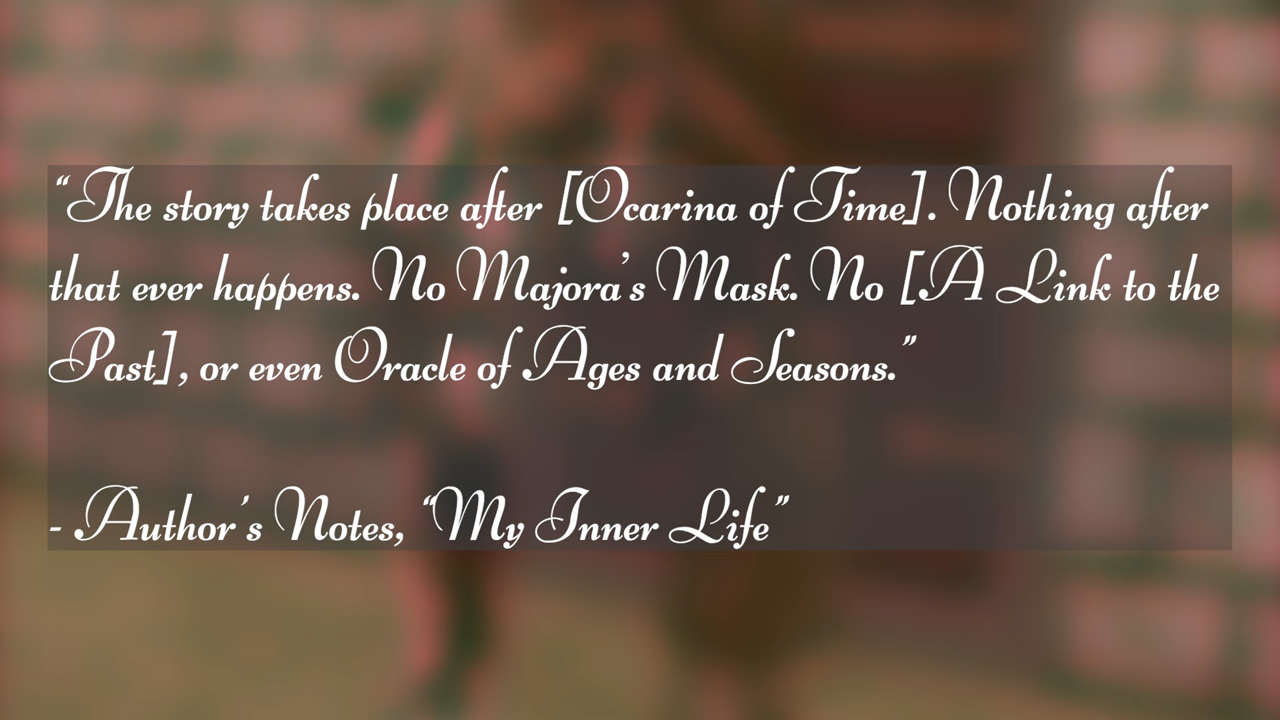 “The story takes place after [Ocarina of Time]. Nothing after
that ever happens. No Majora’s Mask. No [A Link to the
Past], or even Oracle of Ages and Seasons.”
- Author’s Notes, “My Inner Life”